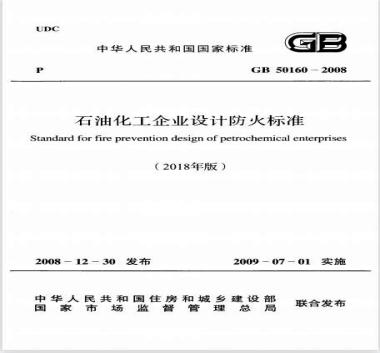 UDC
中华人民共和国国家标准
GB
P
GB 50160-2008
石油化工企业设计防火标准
Standard for fire prevention design of petrochemical enterprises
(2018年版)
2008-12-30 发布
2009-07-01 实施
中华人民共和国住房和城乡建设部
国家市场监督管理总局
联合发布